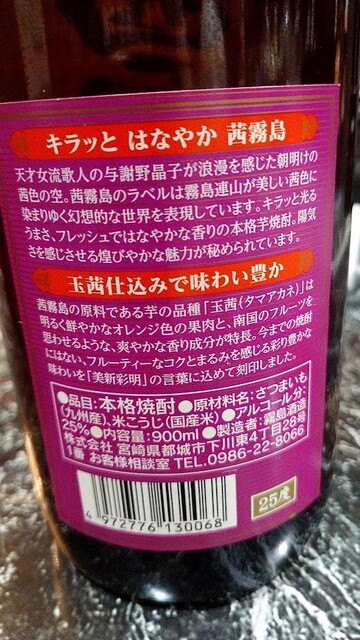 キラッと はなやか 茜霧島
天才女流歌人の与謝野晶子が浪漫を感じた朝明けの
茜色の空。茜霧島のラベルは霧島連山が美しい茜色に
染まりゆく幻想的な世界を表現しています。キラッと光る
うまさ、フレッシュではなやかな香りの本格芋焼酎。陽気
さを感じさせる煌びやかな魅力が秘められています。
玉茜仕込みで味わい豊か
茜霧島の原料である芋の品種「玉茜(タマアカネ)」は
明るく鮮やかなオレンジ色の果肉と、南国のフルーツを
思わせるような、爽やかな香り成分が特長。今までの焼酎
にはない、フルーティーなコクとまるみを感じる彩り豊かな
味わいを「美新彩明」の言葉に込めて刻印しました。
●品目:本格焼酎 ●原材料名:さつまいも
(九州産)、米こうじ(国産米) ●アルコール分:
25% ●内容量:900ml ●製造者:霧島酒造
株式会社 宮崎県都城市下川東4丁目28号
1番 お客様相談室 TEL.0986-22-8066
4 972776 130068
25度